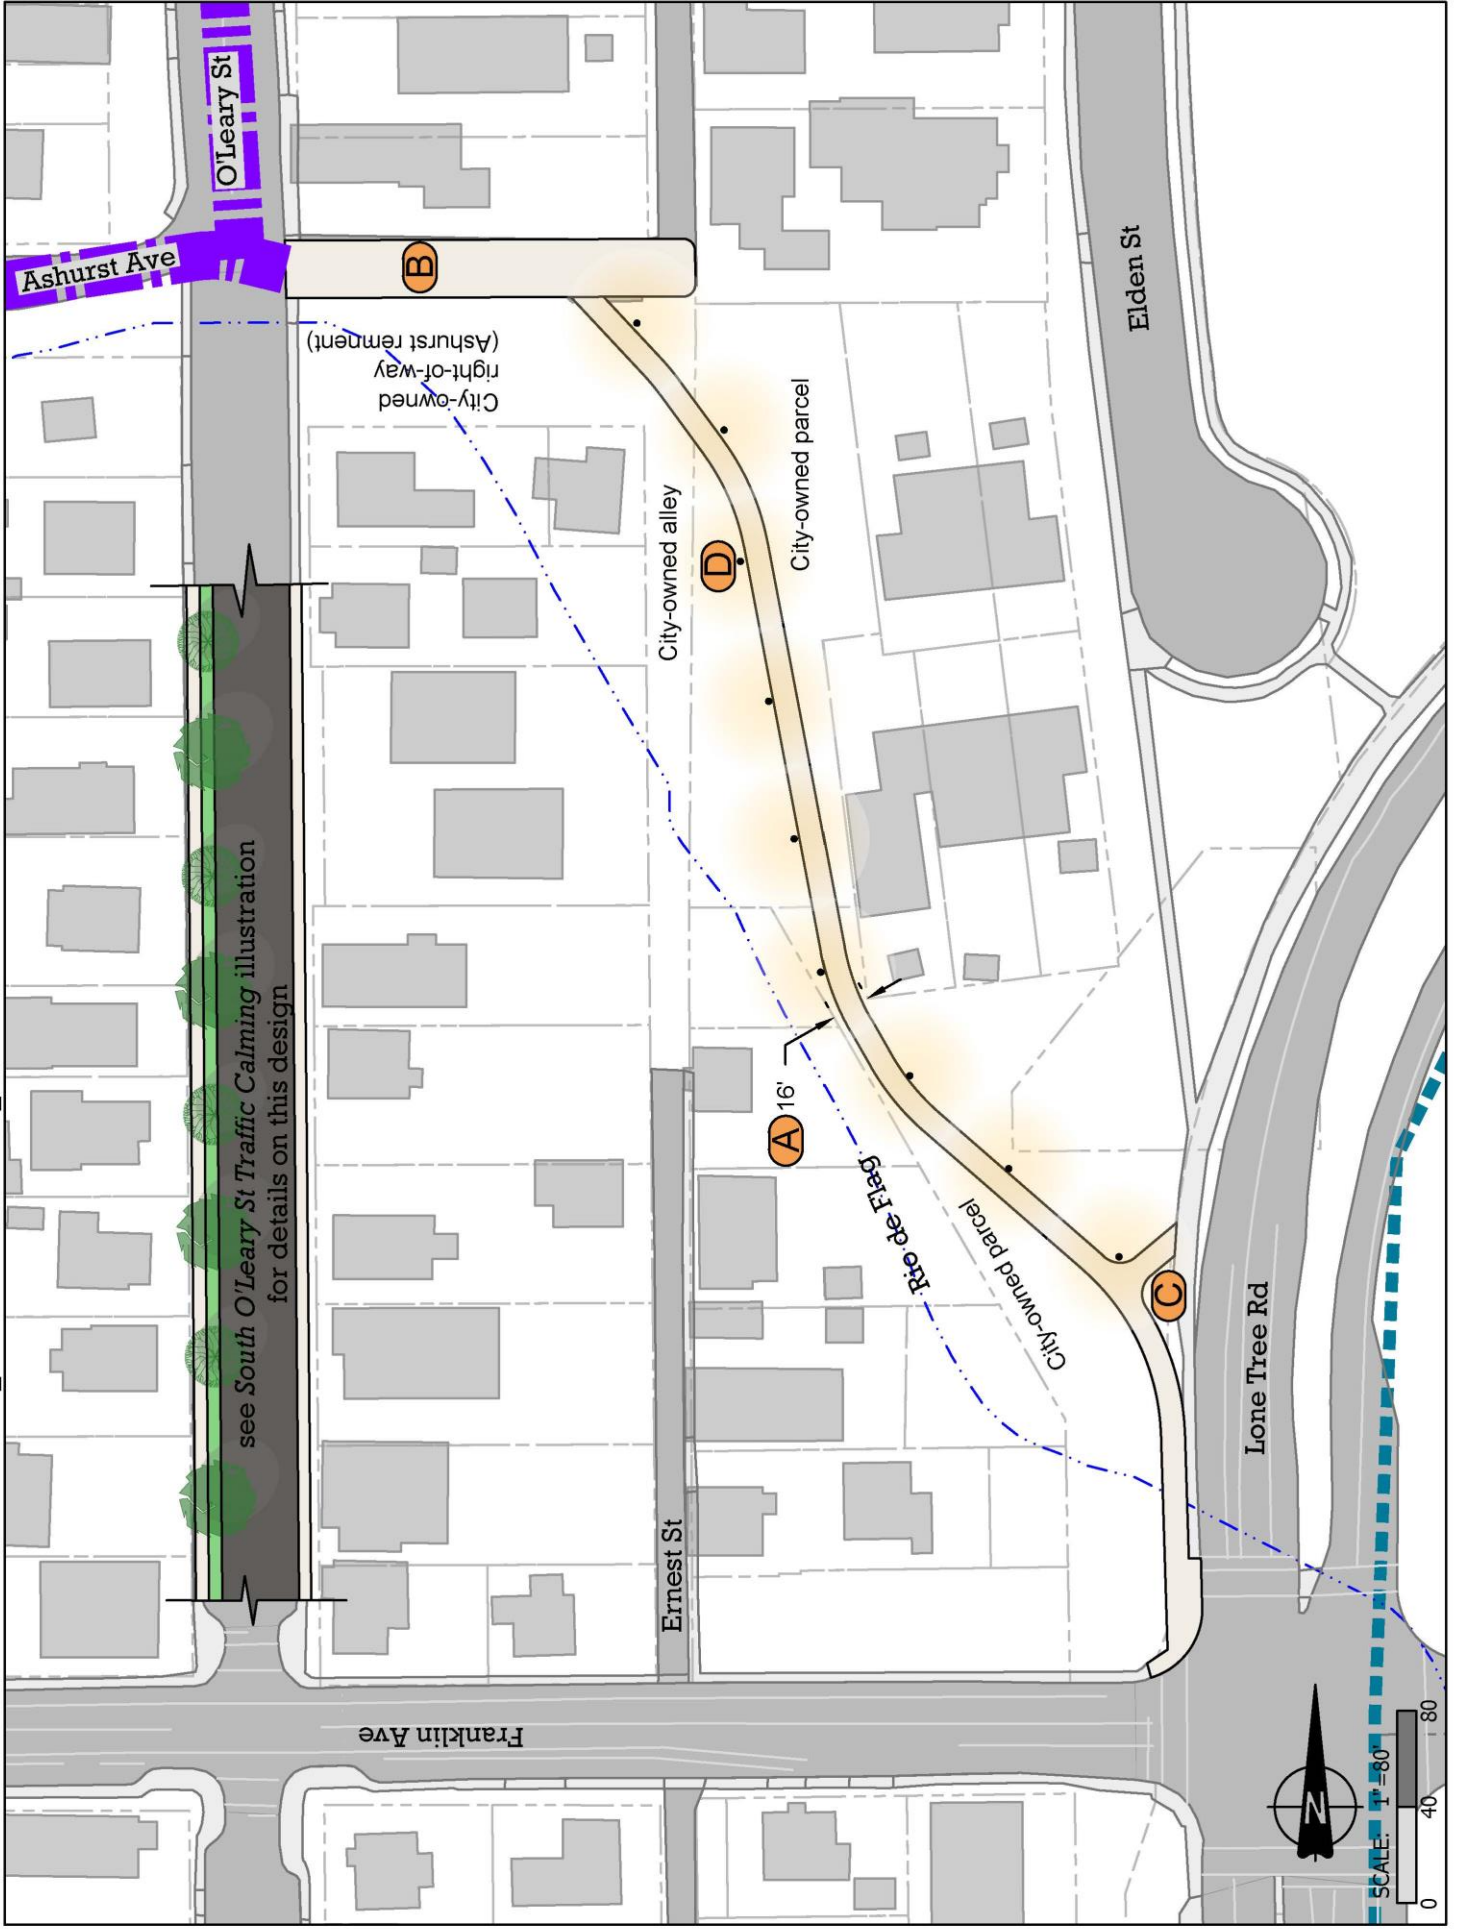 O'Leary St
Ashurst Ave
B
City-owned
right-of-way
(Ashurst remnant)
Elden St
City-owned alley
D
City-owned parcel
see South O'Leary St Traffic Calming illustration
for details on this design
A
16'
Rio de Flag
City-owned parcel
C
Lone Tree Rd
Ernest St
Franklin Ave
N
SCALE: 1"=80'
0
40
80